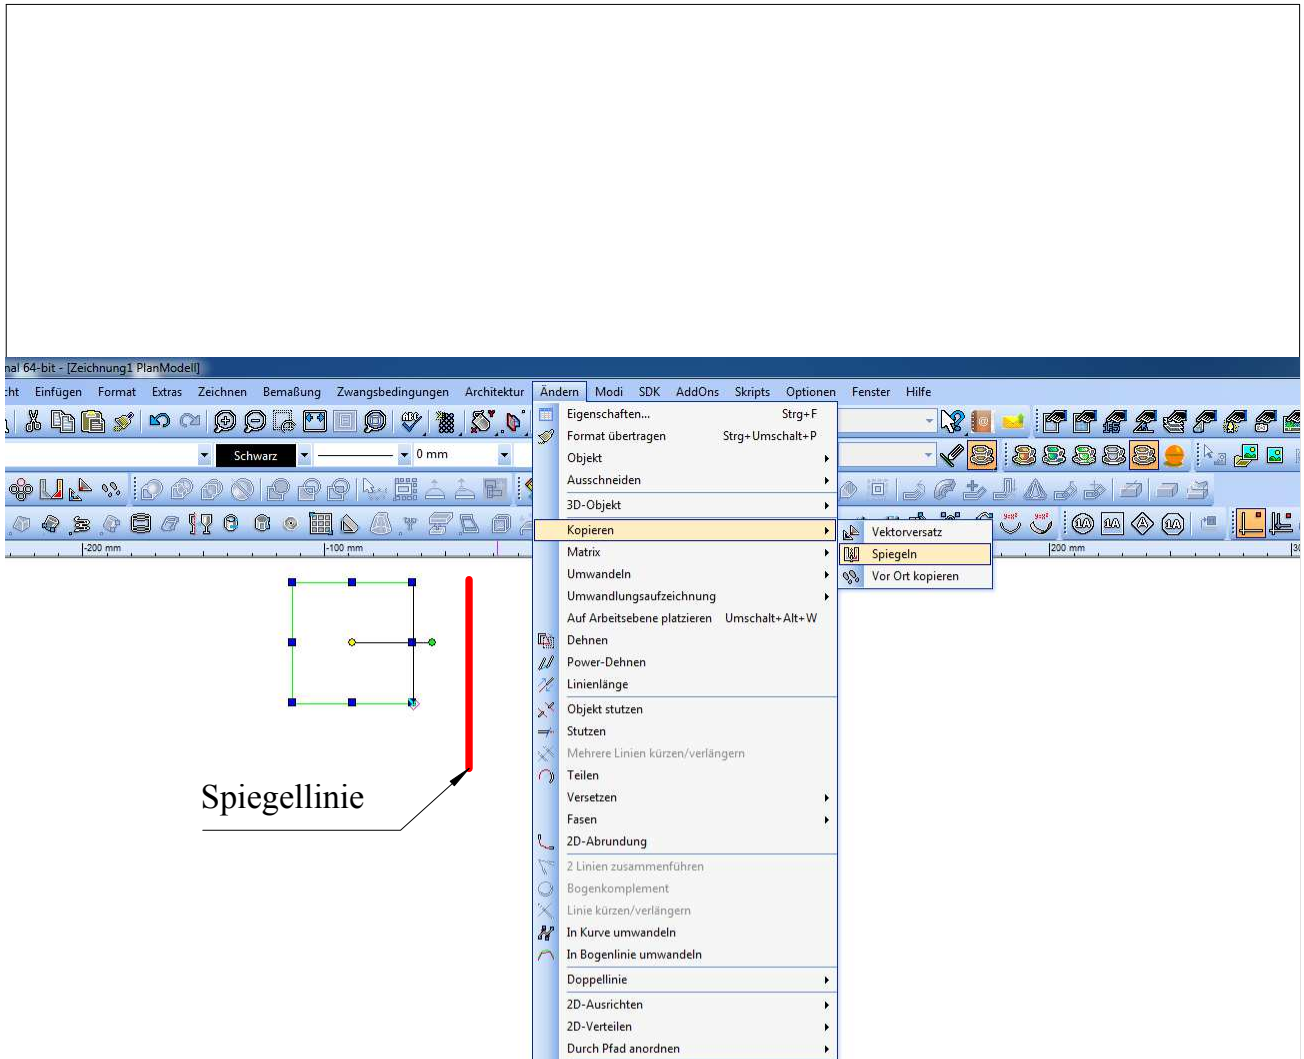 nal 64-bit - [Zeichnung1 PlanModell]
cht Einfügen Format Extras Zeichnen Bemaßung Zwangsbedingungen Architektur Ändern Modi SDK AddOns Skripts Optionen Fenster Hilfe
Schwarz 0 mm
-200 mm -100 mm 200 mm
Eigenschaften... Strg+F
Format übertragen Strg+Umschalt+P
Objekt
Ausschneiden
3D-Objekt
Kopieren
Matrix
Umwandeln
Umwandlungsaufzeichnung
Auf Arbeitsebene platzieren Umschalt+Alt+W
Dehnen
Power-Dehnen
Linienlänge
Objekt stutzen
Stutzen
Mehrere Linien kürzen/verlängern
Teilen
Versetzen
Fasen
2D-Abrundung
2 Linien zusammenführen
Bogenkomplement
Linie kürzen/verlängern
In Kurve umwandeln
In Bogenlinie umwandeln
Doppellinie
2D-Ausrichten
2D-Verteilen
Durch Pfad anordnen
Vektorversatz
Spiegeln
Vor Ort kopieren
Spiegellinie